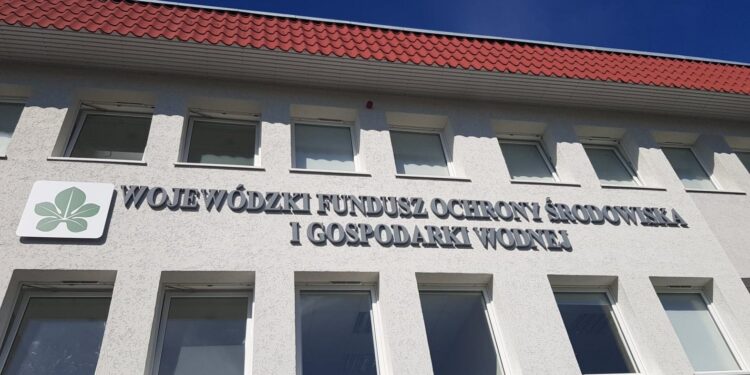 WOJEWÓDZKI FUNDUSZ OCHRONY ŚRODOWISKA
I GOSPODARKI WODNEJ